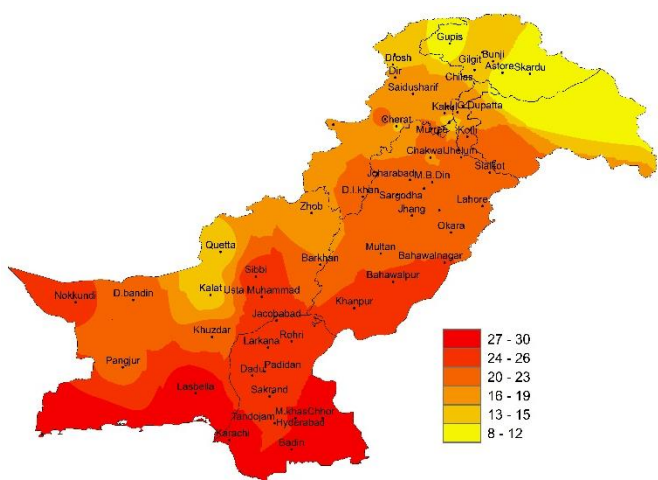 Gupis
Drosh
Gilgit
Bunji
Dir
Astore
Skardu
Chilas
Saidusharif
Kakul
G.Dupatta
Cherat
Murree
Kotli
Chakwal
Jhelum
Sialkot
Joharabad
M.B.Din
D.I.khan
Sargodha
Zhob
Jhang
Lahore
Okara
Quetta
Multan
Barkhan
Bahawalnagar
Sibbi
Bahawalpur
Nokkundi
D.bandin
Kalat
Usta Muhammad
Khanpur
Jacobabad
Khuzdar
Rohri
Larkana
Pangjur
Dadu
Padidan
Lasbella
Sakrand
Tandojam
M.khas
Chhor
Hyderabad
Karachi
Badin
27 - 30
24 - 26
20 - 23
16 - 19
13 - 15
8 - 12